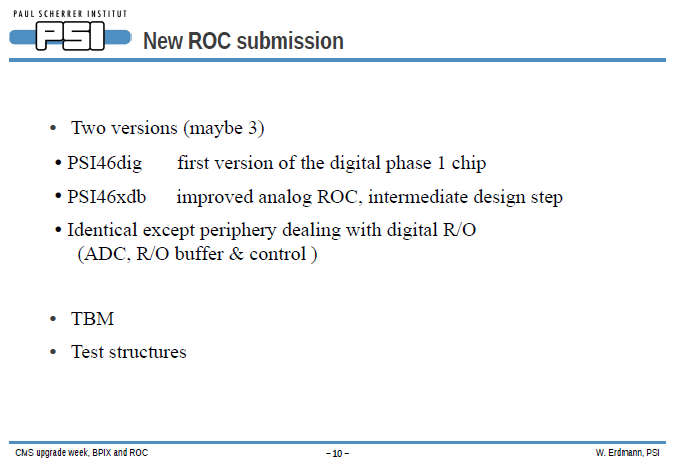 PAUL SCHERRER INSTITUT
PSI
New ROC submission
• Two versions (maybe 3)
• PSI46dig first version of the digital phase 1 chip
• PSI46xdb improved analog ROC, intermediate design step
• Identical except periphery dealing with digital R/O
(ADC, R/O buffer & control )
• TBM
• Test structures
CMS upgrade week, BPIX and ROC
– 10 –
W. Erdmann, PSI